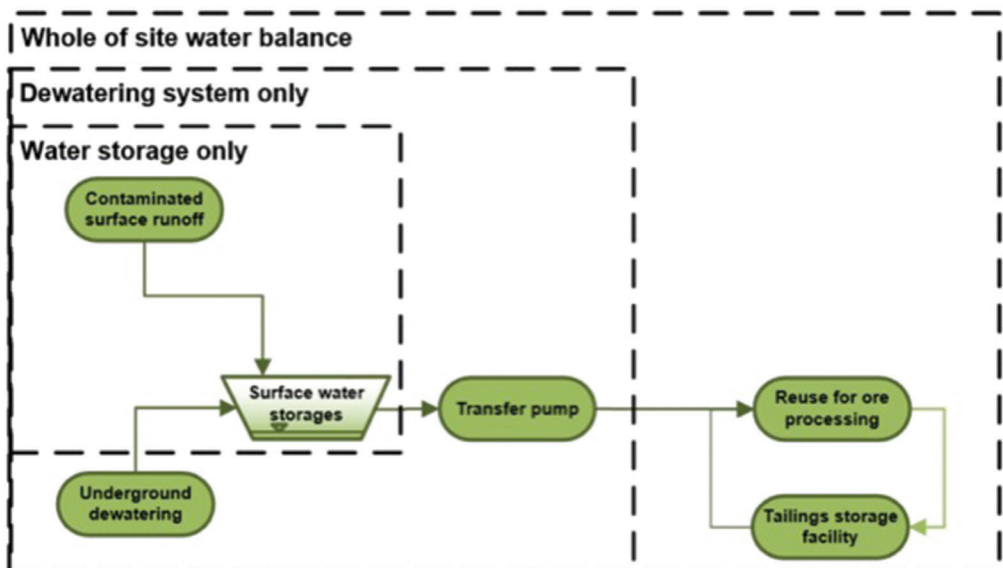 Whole of site water balance
Dewatering system only
Water storage only
Contaminated
surface runoff
Surface water
storages
Transfer pump
Reuse for ore
processing
Underground
dewatering
Tailings storage
facility